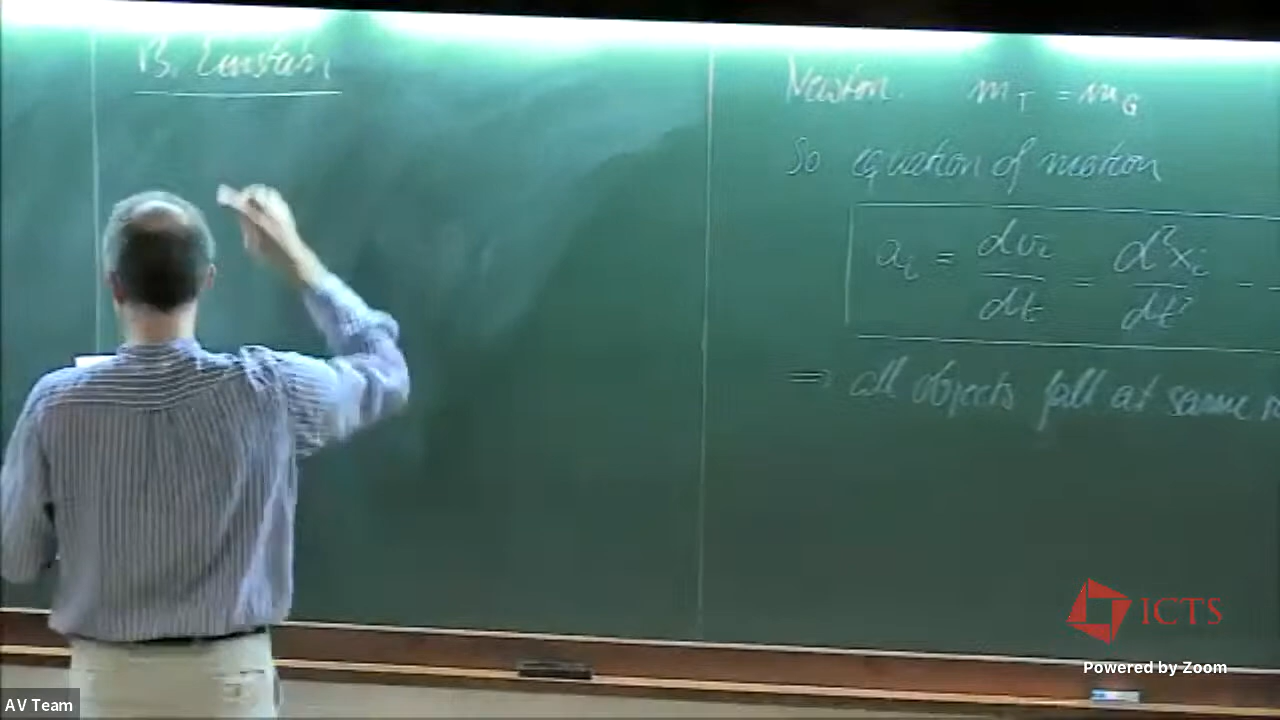 B. Einstein
Newton. m_I = m_G
So equation of motion
a_i = dv_i/dt = d²x_i/dt²
⇒ all objects fall at same
ICTS
Powered by Zoom
AV Team